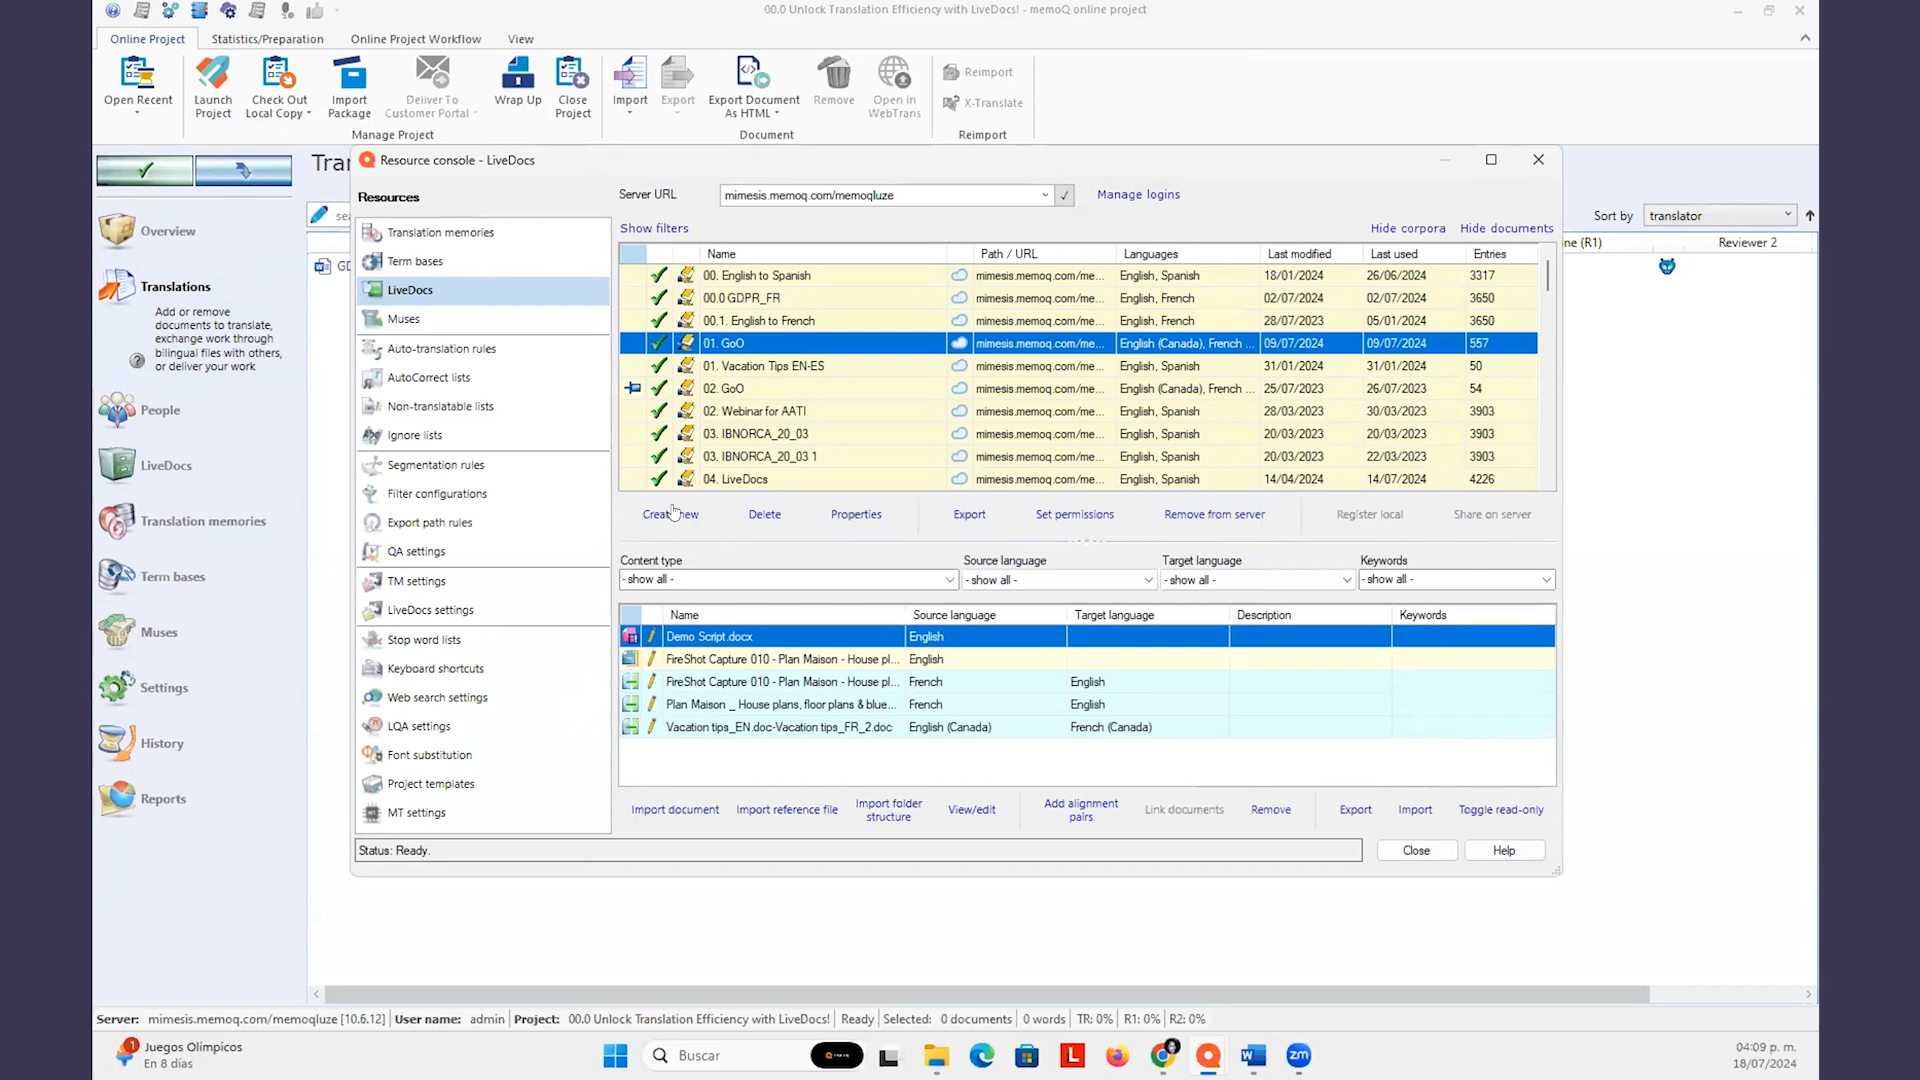 00.0 Unlock Translation Efficiency with LiveDocs! - memoQ online project
Online Project
Statistics/Preparation
Online Project Workflow
View
Open Recent
Launch Project
Check Out Local Copy
Import Package
Deliver To Customer Portal
Wrap Up
Close Project
Import
Export
Export Document As HTML
Remove
Open in WebTrans
Reimport
X-Translate
Manage Project
Document
Reimport
Resource console - LiveDocs
Resources
Server URL
mimesis.memoq.com/memoqluze
Manage logins
Sort by
translator
Show filters
Hide corpora
Hide documents
Reviewer 2
Overview
Translations
Add or remove
documents to translate,
exchange work through
bilingual files with others,
or deliver your work
People
LiveDocs
Translation memories
Term bases
Muses
Settings
History
Reports
Translation memories
Term bases
LiveDocs
Muses
Auto-translation rules
AutoCorrect lists
Non-translatable lists
Ignore lists
Segmentation rules
Filter configurations
Export path rules
QA settings
TM settings
LiveDocs settings
Stop word lists
Keyboard shortcuts
Web search settings
LQA settings
Font substitution
Project templates
MT settings
Name Path / URL Languages Last modified Last used Entries
00. English to Spanish mimesis.memoq.com/me... English, Spanish 18/01/2024 26/06/2024 3317
00.0 GDPR_FR mimesis.memoq.com/me... English, French 02/07/2024 02/07/2024 3650
00.1. English to French mimesis.memoq.com/me... English, French 28/07/2023 05/01/2024 3650
01. GoO mimesis.memoq.com/me... English (Canada), French ... 09/07/2024 09/07/2024 557
01. Vacation Tips EN-ES mimesis.memoq.com/me... English, Spanish 31/01/2024 31/01/2024 50
02. GoO mimesis.memoq.com/me... English (Canada), French ... 25/07/2023 26/07/2023 54
02. Webinar for AATI mimesis.memoq.com/me... English, Spanish 28/03/2023 30/03/2023 3903
03. IBNORCA_20_03 mimesis.memoq.com/me... English, Spanish 20/03/2023 20/03/2023 3903
03. IBNORCA_20_03 1 mimesis.memoq.com/me... English, Spanish 20/03/2023 22/03/2023 3903
04. LiveDocs mimesis.memoq.com/me... English, Spanish 14/04/2023 14/07/2023 4226
Create new
Delete
Properties
Export
Set permissions
Remove from server
Register local
Share on server
Content type Source language Target language Keywords
- show all - - show all - - show all - - show all -
Name Source language Target language Description Keywords
Demo Script.docx English
FireShot Capture 010 - Plan Maison - House pl... English
FireShot Capture 010 - Plan Maison - House pl... French English
Plan Maison _ House plans, floor plans & blue... French English
Vacation tips_EN.doc-Vacation tips_FR_2.doc English (Canada) French (Canada)
Import document
Import reference file
Import folder structure
View/edit
Add alignment pairs
Link documents
Remove
Export
Import
Toggle read-only
Status: Ready.
Close
Help
Server: mimesis.memoq.com/memoqluze [10.6.12] User name: admin Project: 00.0 Unlock Translation Efficiency with LiveDocs! Ready Selected: 0 documents 0 words TR: 0% R1: 0% R2: 0%
1
Juegos Olímpicos
En 8 días
Buscar
04:09 p. m.
18/07/2024